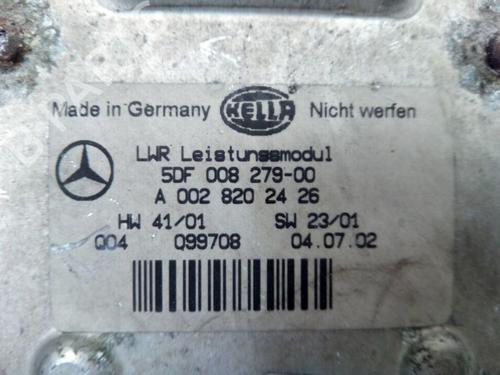 Made in Germany HELLA Nicht werfen
LWR Leistungsmodul
5DF 008 279-00
A 002 820 24 26
HW 41/01 SW 23/01
Q04 Q99708 04.07.02